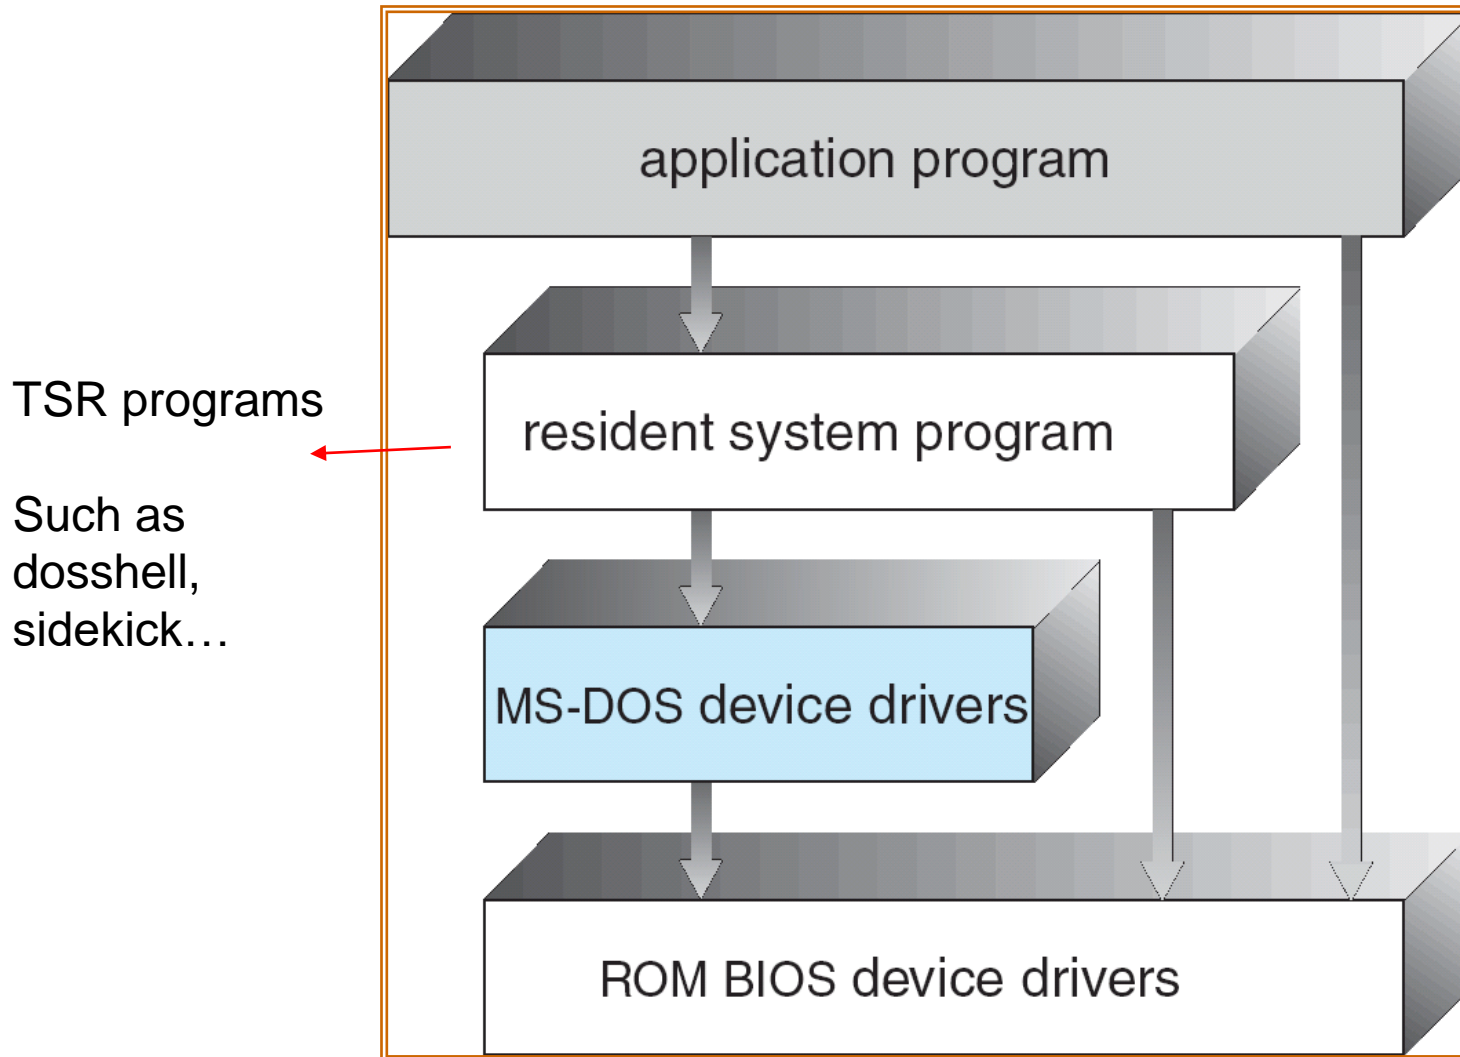 application program
TSR programs
resident system program
Such as
dosshell,
sidekick…
MS-DOS device drivers
ROM BIOS device drivers